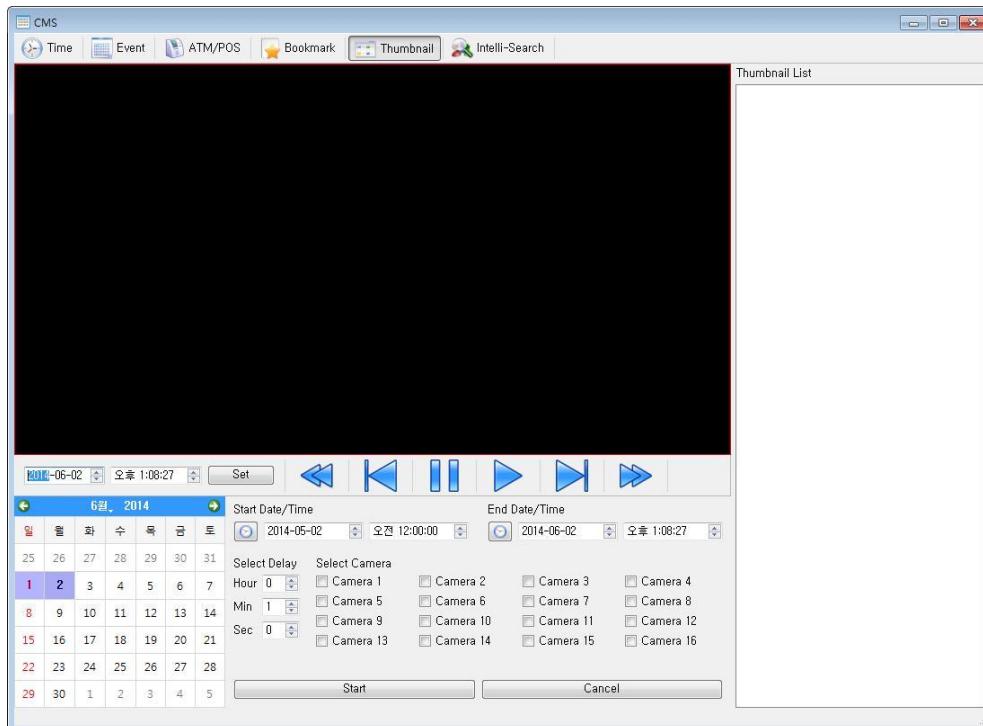 CMS
Time Event ATM/POS Bookmark Thumbnail Intelli-Search
Thumbnail List
2014-06-02 오후 1:08:27 Set
6월, 2014
일 월 화 수 목 금 토
25 26 27 28 29 30 31
1 2 3 4 5 6 7
8 9 10 11 12 13 14
15 16 17 18 19 20 21
22 23 24 25 26 27 28
29 30 1 2 3 4 5
Start Date/Time End Date/Time
2014-05-02 오전 12:00:00 2014-06-02 오후 1:08:27
Select Delay Select Camera
Hour 0 Camera 1 Camera 2 Camera 3 Camera 4
Min 1 Camera 5 Camera 6 Camera 7 Camera 8
Sec 0 Camera 9 Camera 10 Camera 11 Camera 12
Camera 13 Camera 14 Camera 15 Camera 16
Start Cancel